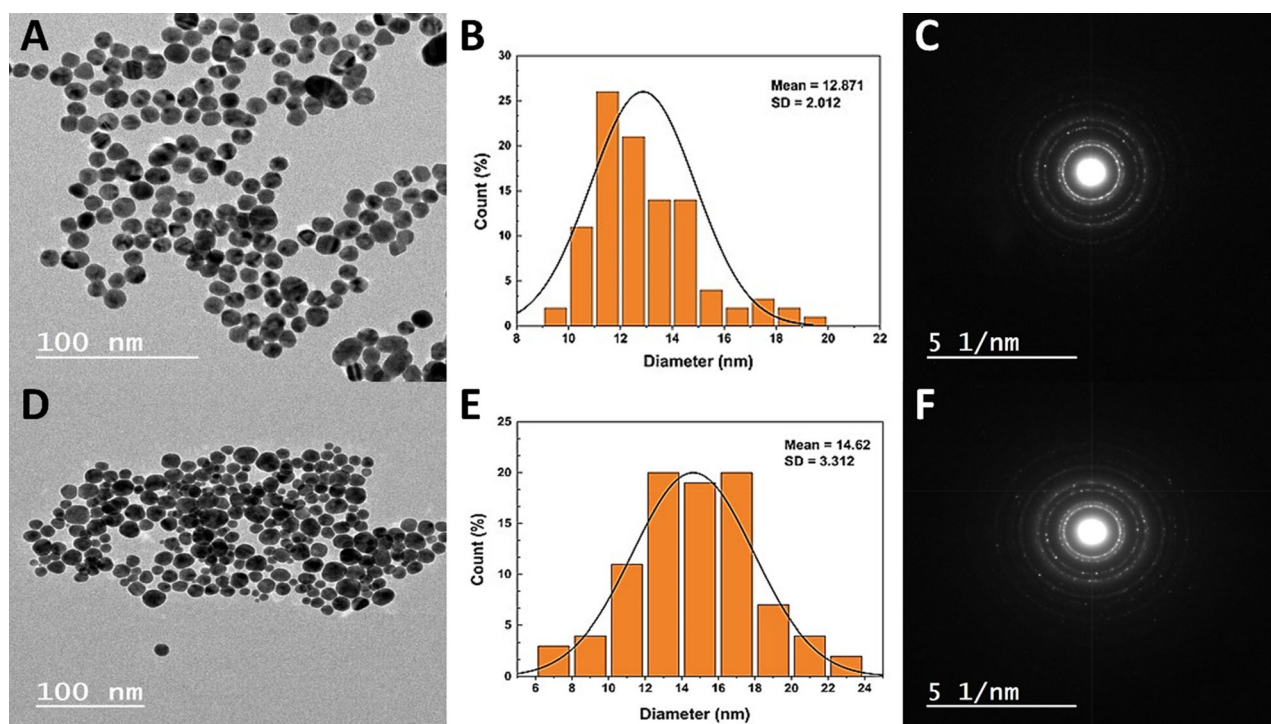 A
100 nm
B
Mean = 12.871
SD = 2.012
30
25
20
15
10
5
0
Count (%)
8 10 12 14 16 18 20 22
Diameter (nm)
C
5 1/nm
D
100 nm
E
Mean = 14.62
SD = 3.312
25
20
15
10
5
0
Count (%)
6 8 10 12 14 16 18 20 22 24
Diameter (nm)
F
5 1/nm